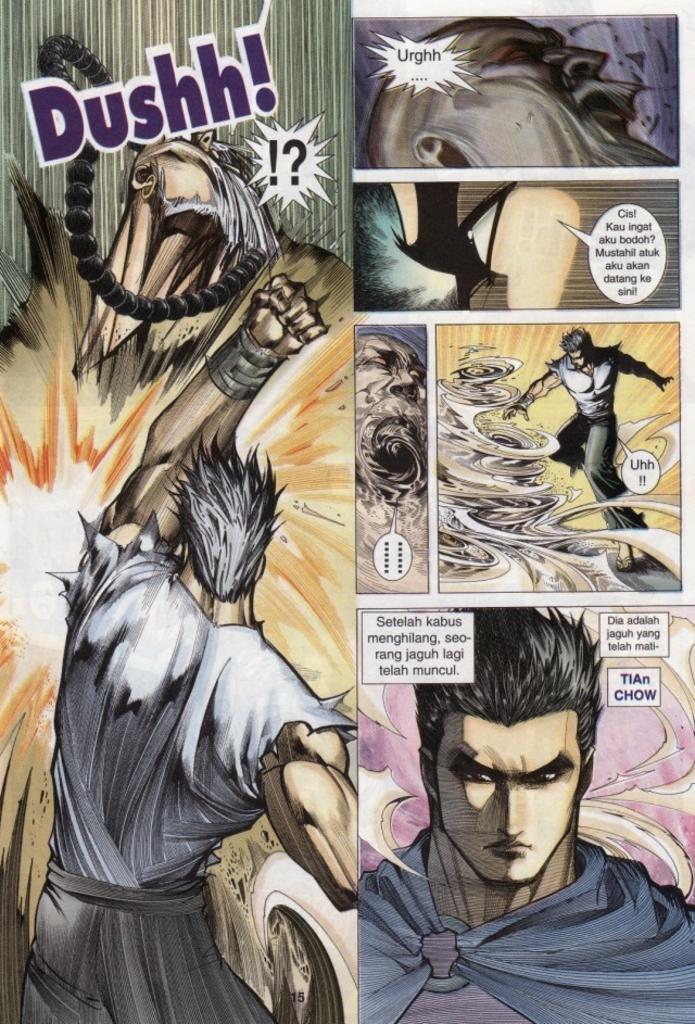 Dushh!
!?
Urghh
....
Cis!
Kau ingat
aku bodoh?
Mustahil atuk
aku akan
datang ke
sini!
Uhh
!!
Setelah kabus
menghilang, seo-
rang jaguh lagi
telah muncul.
Dia adalah
jaguh yang
telah mati-
TIAn
CHOW
15